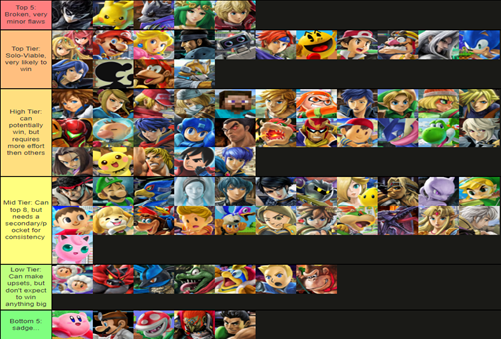 Top 5:
Broken, very
minor flaws
Top Tier:
Solo-Viable,
very likely to
win
High Tier:
can
potentially
win, but
requires
more effort
then others
Mid Tier: Can
top 8, but
needs a
secondary/p
ocket for
consistency
Low Tier:
Can make
upsets, but
don't expect
to win
anything big
Bottom 5:
sadge...